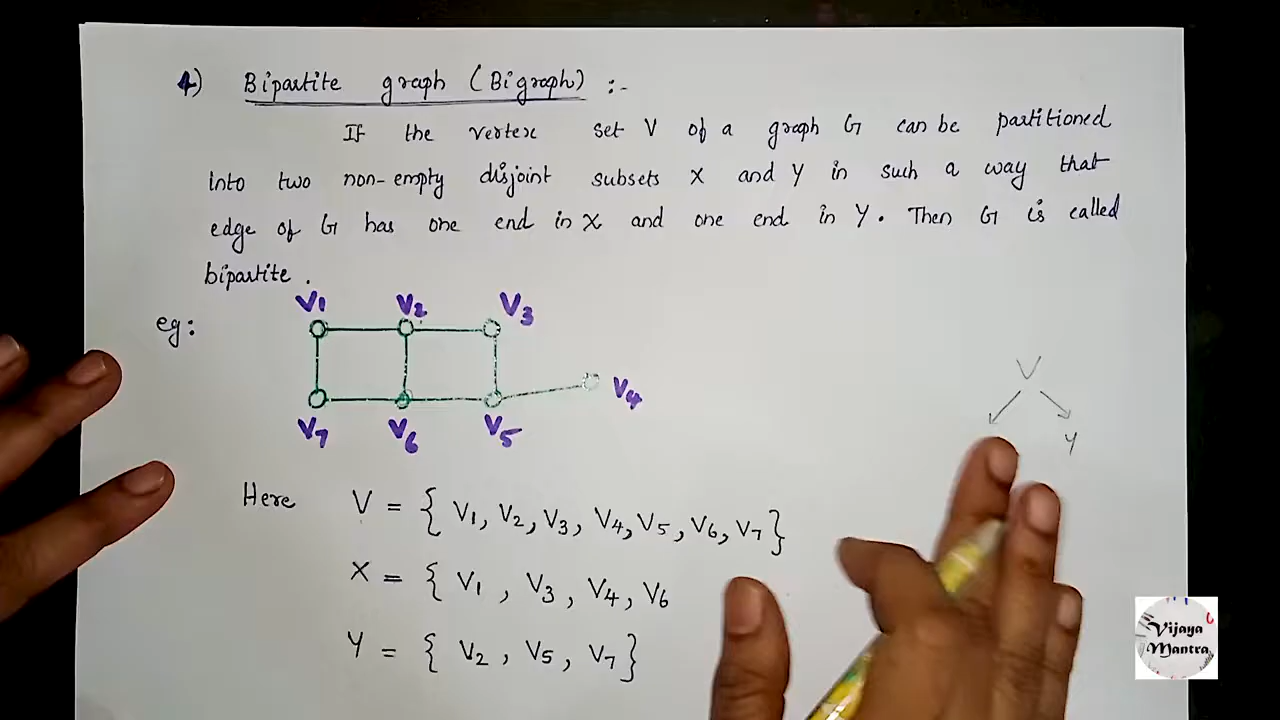 4) Bipartite graph (Bigraph) :-
If the vertex set V of a graph G can be partitioned
into two non-empty disjoint subsets X and Y in such a way that
edge of G has one end in X and one end in Y. Then G is called
bipartite.
eg:
V1 V2 V3
V4
V7 V6 V5
V
Y
Here V = { V1, V2, V3, V4, V5, V6, V7 }
X = { V1, V3, V4, V6
Y = { V2, V5, V7 }
Vijaya
Mantra